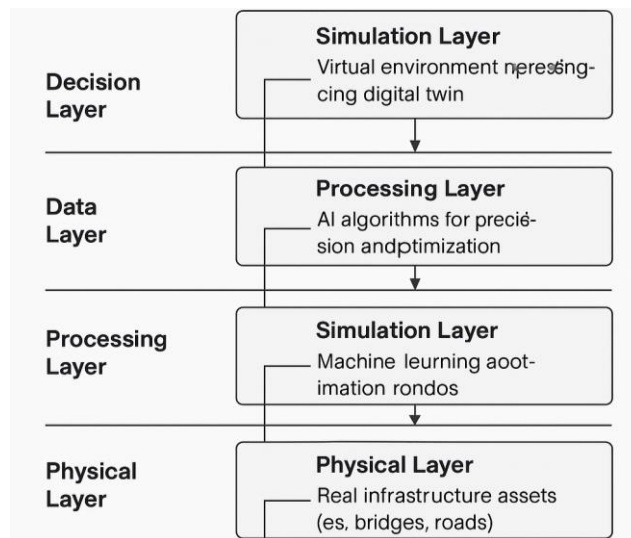 Decision
Layer
Simulation Layer
Virtual environment
cing digital twin
Data
Layer
Processing Layer
AI algorithms for precié-
sion andptimization
Processing
Layer
Simulation Layer
Machine leurning aoot-
imation rondos
Physical
Layer
Physical Layer
Real infrastructure assets
(es, bridges, roads)